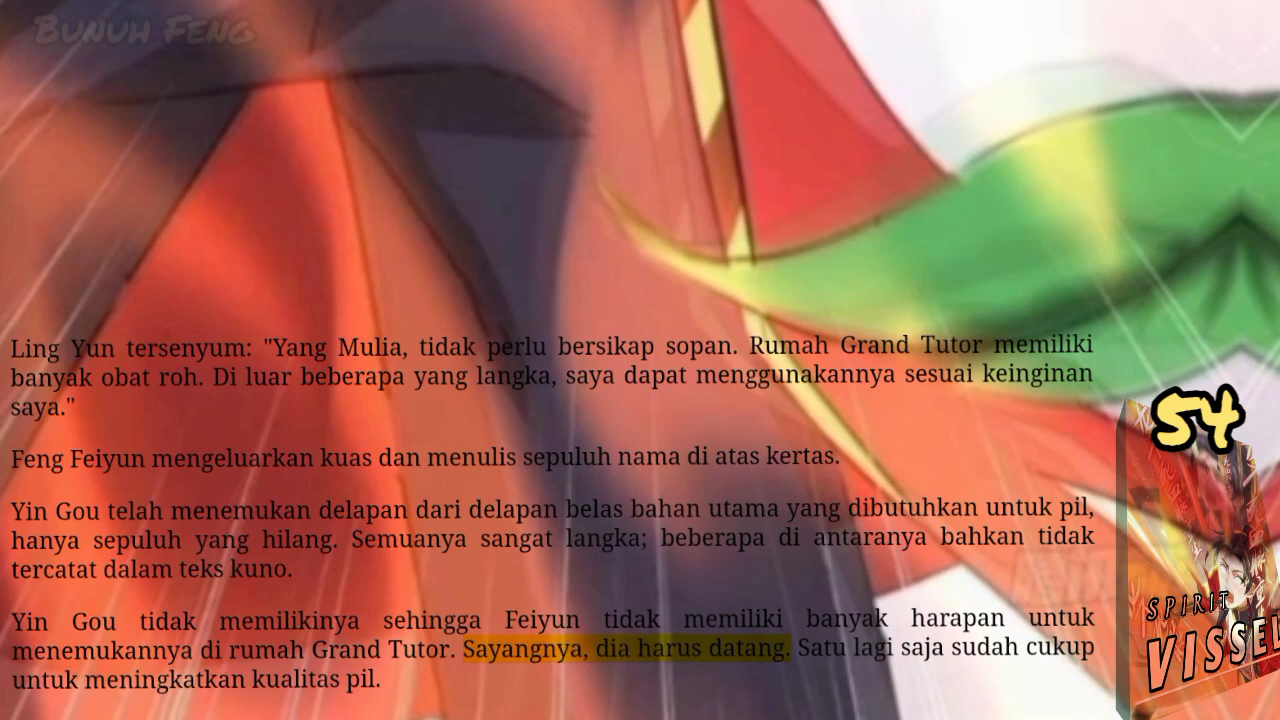 BUNUH FENG
Ling Yun tersenyum: "Yang Mulia, tidak perlu bersikap sopan. Rumah Grand Tutor memiliki
banyak obat roh. Di luar beberapa yang langka, saya dapat menggunakannya sesuai keinginan
saya."
Feng Feiyun mengeluarkan kuas dan menulis sepuluh nama di atas kertas.
Yin Gou telah menemukan delapan dari delapan belas bahan utama yang dibutuhkan untuk pil,
hanya sepuluh yang hilang. Semuanya sangat langka; beberapa di antaranya bahkan tidak
tercatat dalam teks kuno.
Yin Gou tidak memilikinya sehingga Feiyun tidak memiliki banyak harapan untuk
menemukannya di rumah Grand Tutor. Sayangnya, dia harus datang. Satu lagi saja sudah cukup
untuk meningkatkan kualitas pil.
54
SPIRIT
VISSEL